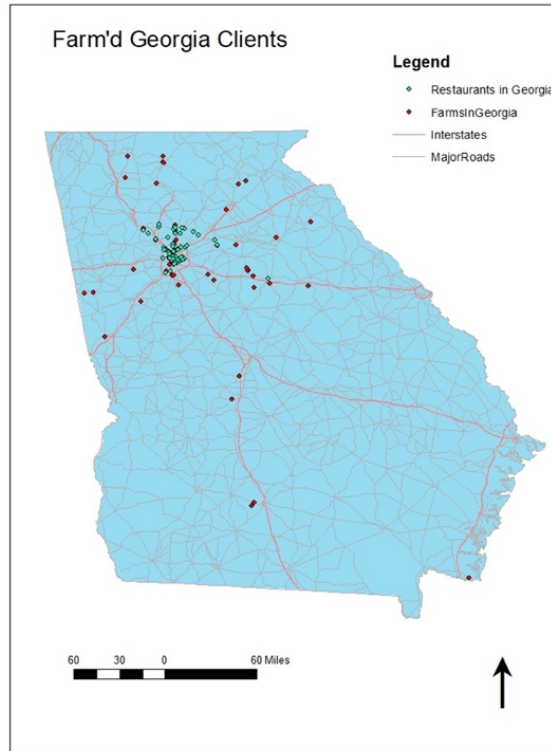 Farm'd Georgia Clients
Legend
Restaurants in Georgia
FarmsInGeorgia
Interstates
MajorRoads
60 30 0 60 Miles